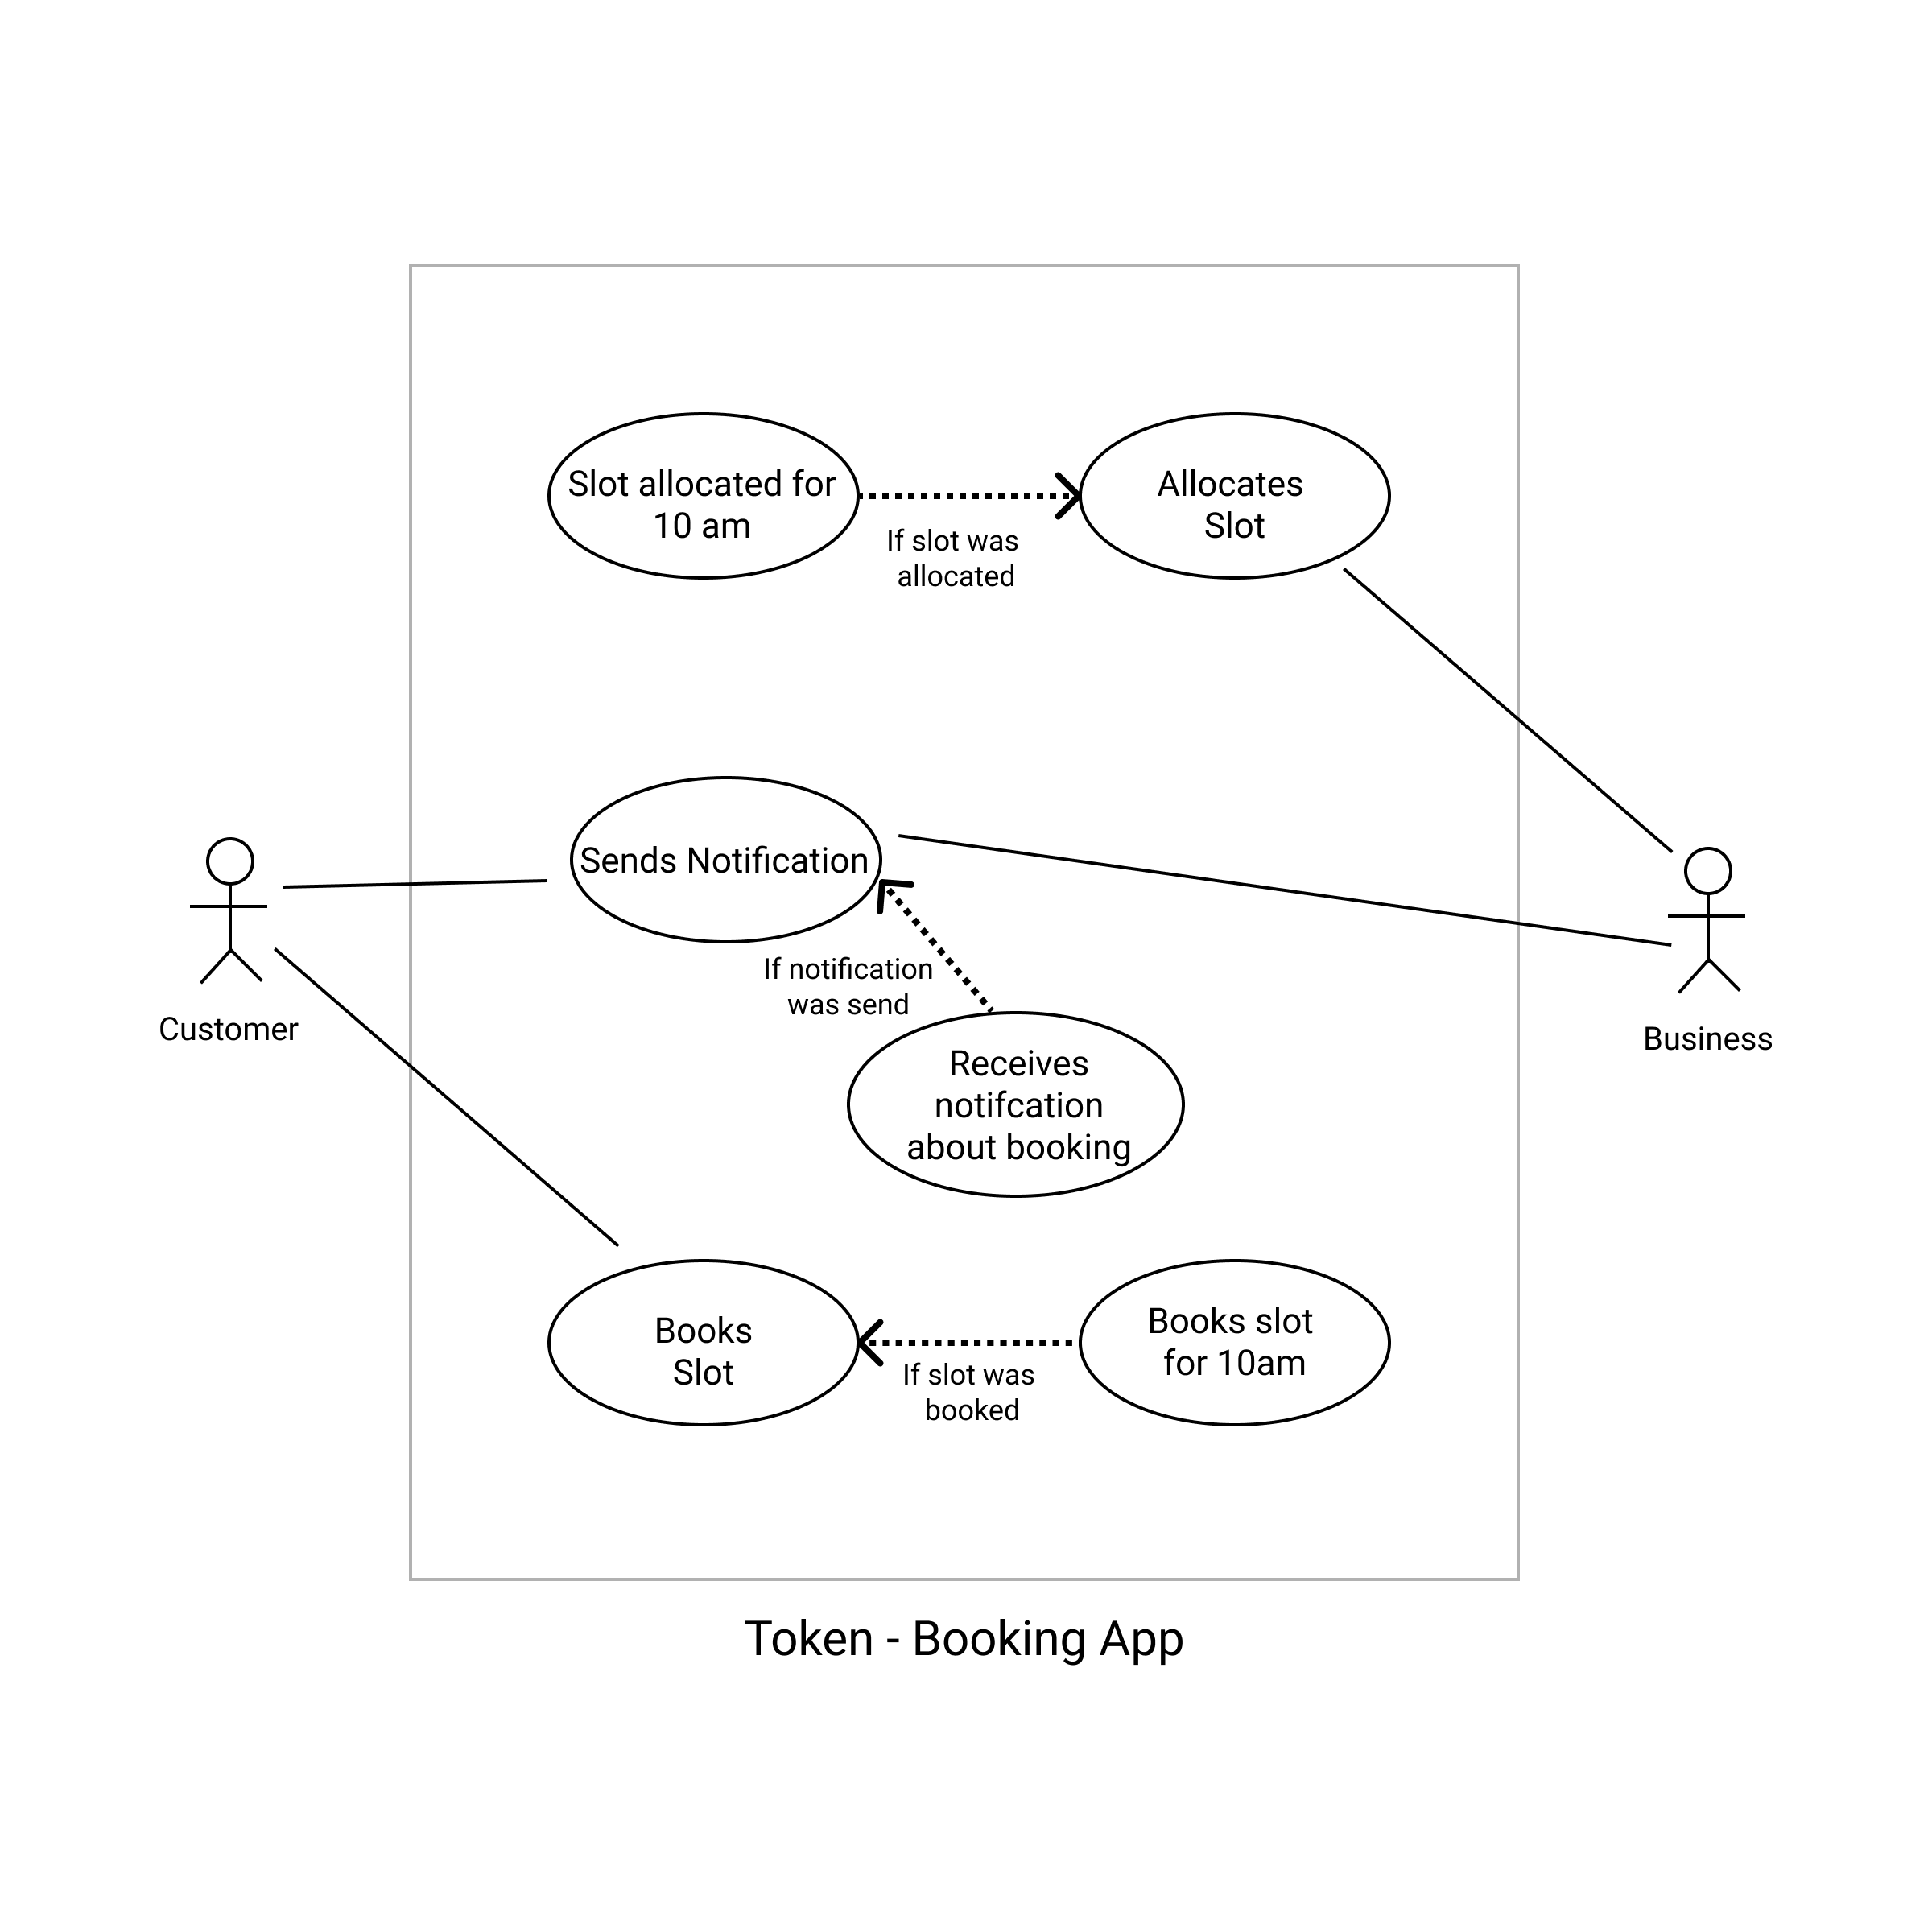 Slot allocated for
10 am
If slot was
allocated
Allocates
Slot
Sends Notification
If notification
was send
Receives
notifcation
about booking
Customer
Business
Books
Slot
If slot was
booked
Books slot
for 10am
Token - Booking App